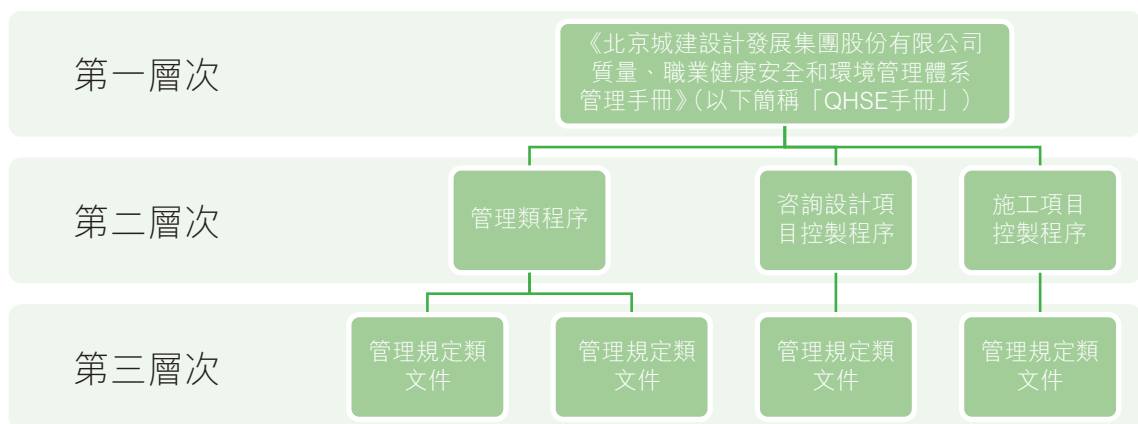 第一層次
《北京城建設計發展集團股份有限公司
質量、職業健康安全和環境管理體系
管理手冊》（以下簡稱「QHSE手冊」）
第二層次
管理類程序
咨詢設計項
目控製程序
施工項目
控製程序
第三層次
管理規定類
文件
管理規定類
文件
管理規定類
文件
管理規定類
文件